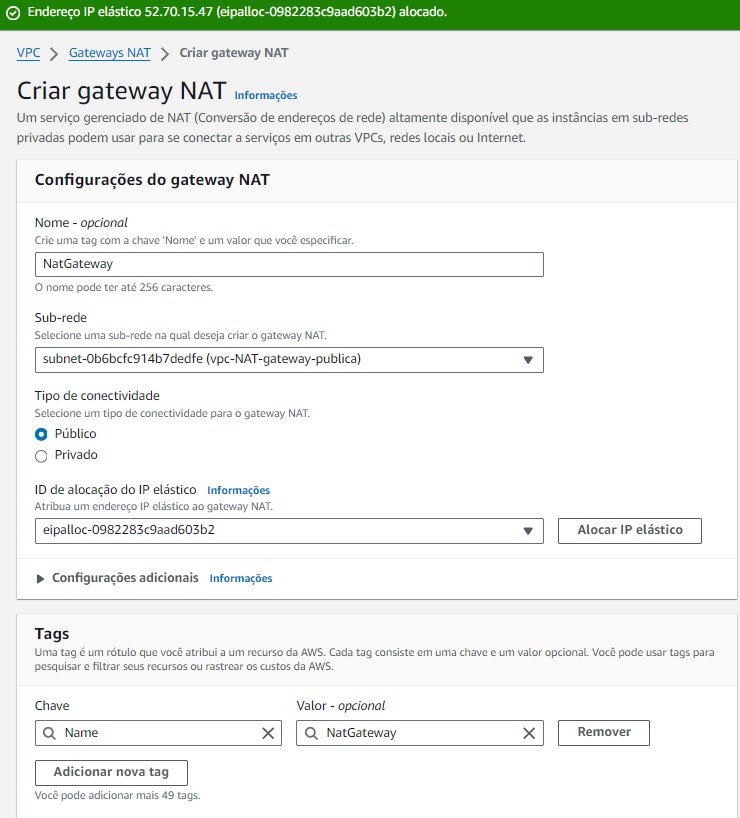 Endereço IP elástico 52.70.15.47 (eipalloc-0982283c9aad603b2) alocado.
VPC > Gateways NAT > Criar gateway NAT
Criar gateway NAT Informações
Um serviço gerenciado de NAT (Conversão de endereços de rede) altamente disponível que as instâncias em sub-redes
privadas podem usar para se conectar a serviços em outras VPCs, redes locais ou Internet.
Configurações do gateway NAT
Nome - opcional
Crie uma tag com a chave 'Nome' e um valor que você especificar.
NatGateway
O nome pode ter até 256 caracteres.
Sub-rede
Selecione uma sub-rede na qual deseja criar o gateway NAT.
subnet-0b6bcfc914b7dedfe (vpc-NAT-gateway-publica)
Tipo de conectividade
Selecione um tipo de conectividade para o gateway NAT.
Público
Privado
ID de alocação do IP elástico Informações
Atribua um endereço IP elástico ao gateway NAT.
eipalloc-0982283c9aad603b2 Alocar IP elástico
Configurações adicionais Informações
Tags
Uma tag é um rótulo que você atribui a um recurso da AWS. Cada tag consiste em uma chave e um valor opcional. Você pode usar tags para
pesquisar e filtrar seus recursos ou rastrear os custos da AWS.
Chave Valor - opcional
Name NatGateway Remover
Adicionar nova tag
Você pode adicionar mais 49 tags.